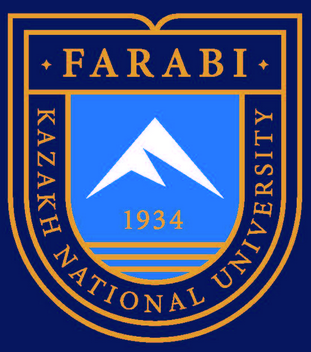 · FARABI ·
KAZAKH NATIONAL UNIVERSITY
1934